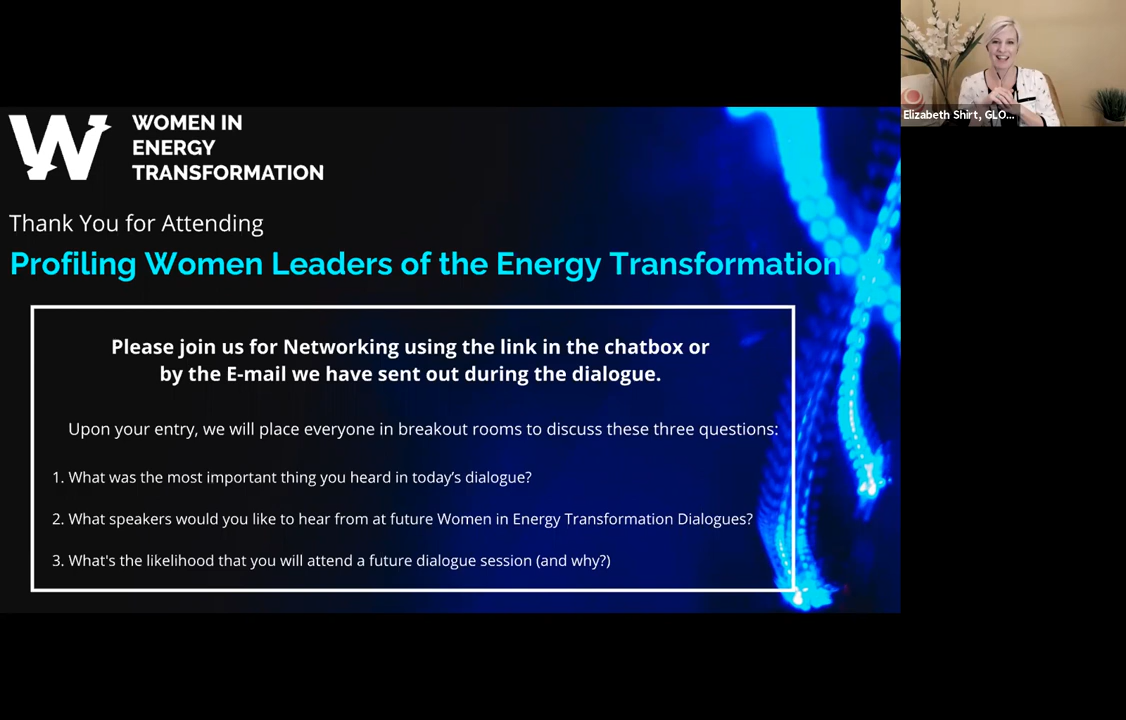 WOMEN IN
ENERGY
TRANSFORMATION
Thank You for Attending
Profiling Women Leaders of the Energy Transformation
Please join us for Networking using the link in the chatbox or
by the E-mail we have sent out during the dialogue.
Upon your entry, we will place everyone in breakout rooms to discuss these three questions:
1. What was the most important thing you heard in today’s dialogue?
2. What speakers would you like to hear from at future Women in Energy Transformation Dialogues?
3. What's the likelihood that you will attend a future dialogue session (and why?)
Elizabeth Shirt, GLO...